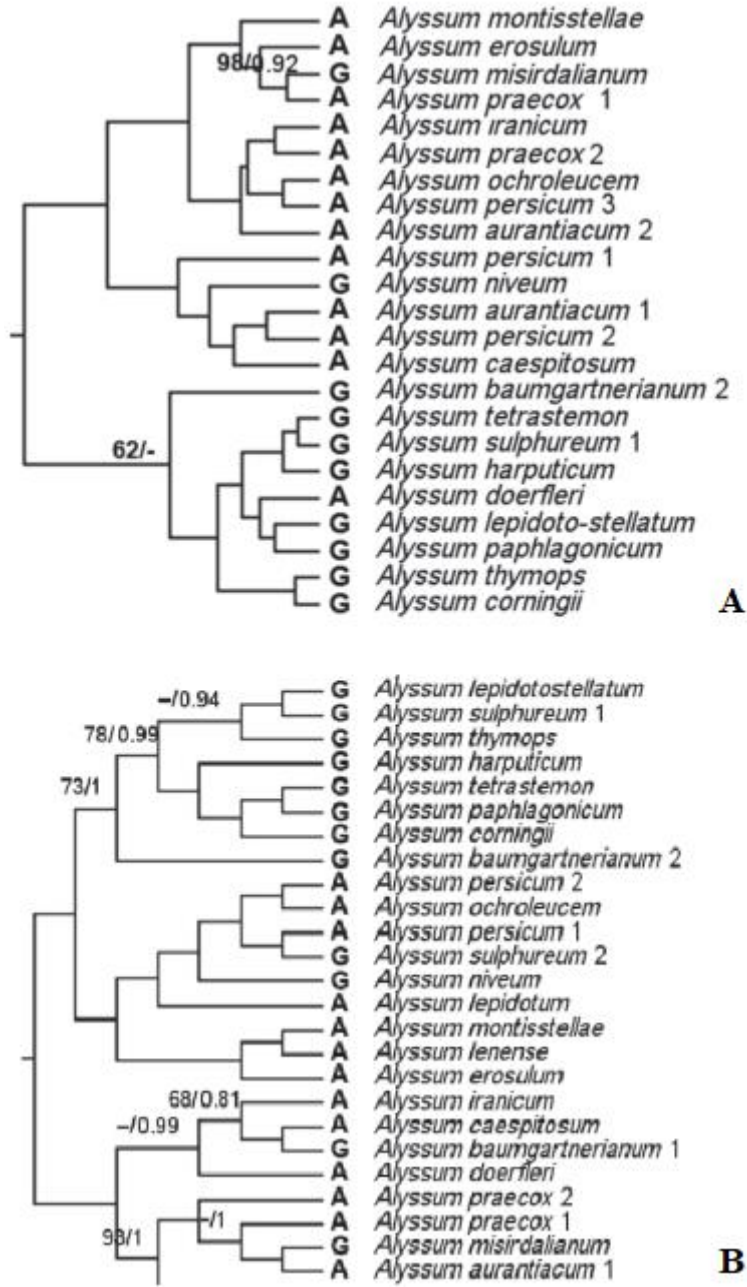 A Alyssum montisstellae
A Alyssum erosulum
98/0.92
G Alyssum misirdalianum
A Alyssum praecox 1
A Alyssum iranicum
A Alyssum praecox 2
A Alyssum ochroleucem
A Alyssum persicum 3
A Alyssum aurantiacum 2
A Alyssum persicum 1
G Alyssum niveum
A Alyssum aurantiacum 1
A Alyssum persicum 2
A Alyssum caespitosum
G Alyssum baumgartnerianum 2
G Alyssum tetrastemon
G Alyssum sulphureum 1
62/-
G Alyssum harputicum
A Alyssum doerfleri
G Alyssum lepidoto-stellatum
G Alyssum paphlagonicum
G Alyssum thymops
G Alyssum corningii
A
–/0.94
G Alyssum lepidotostellatum
G Alyssum sulphureum 1
78/0.99
G Alyssum thymops
G Alyssum harputicum
73/1
G Alyssum tetrastemon
G Alyssum paphlagonicum
G Alyssum corningii
G Alyssum baumgartnerianum 2
A Alyssum persicum 2
A Alyssum ochroleucem
A Alyssum persicum 1
G Alyssum sulphureum 2
G Alyssum niveum
A Alyssum lepidotum
A Alyssum montisstellae
A Alyssum lenense
A Alyssum erosulum
68/0.81
A Alyssum iranicum
–/0.99
A Alyssum caespitosum
G Alyssum baumgartnerianum 1
A Alyssum doerfleri
A Alyssum praecox 2
–/1
A Alyssum praecox 1
93/1
G Alyssum misirdalianum
A Alyssum aurantiacum 1
B